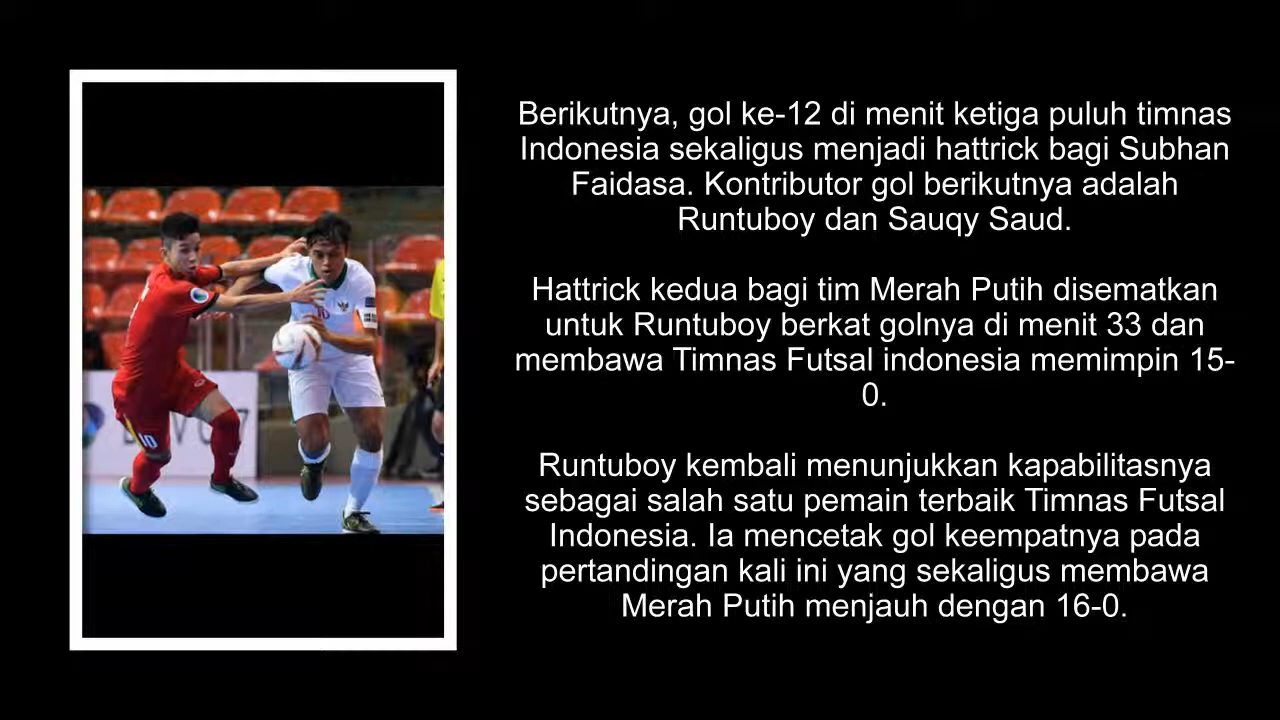 Berikutnya, gol ke-12 di menit ketiga puluh timnas
Indonesia sekaligus menjadi hattrick bagi Subhan
Faidasa. Kontributor gol berikutnya adalah
Runtuboy dan Sauqy Saud.
Hattrick kedua bagi tim Merah Putih disematkan
untuk Runtuboy berkat golnya di menit 33 dan
membawa Timnas Futsal indonesia memimpin 15-
0.
Runtuboy kembali menunjukkan kapabilitasnya
sebagai salah satu pemain terbaik Timnas Futsal
Indonesia. Ia mencetak gol keempatnya pada
pertandingan kali ini yang sekaligus membawa
Merah Putih menjauh dengan 16-0.
10
10